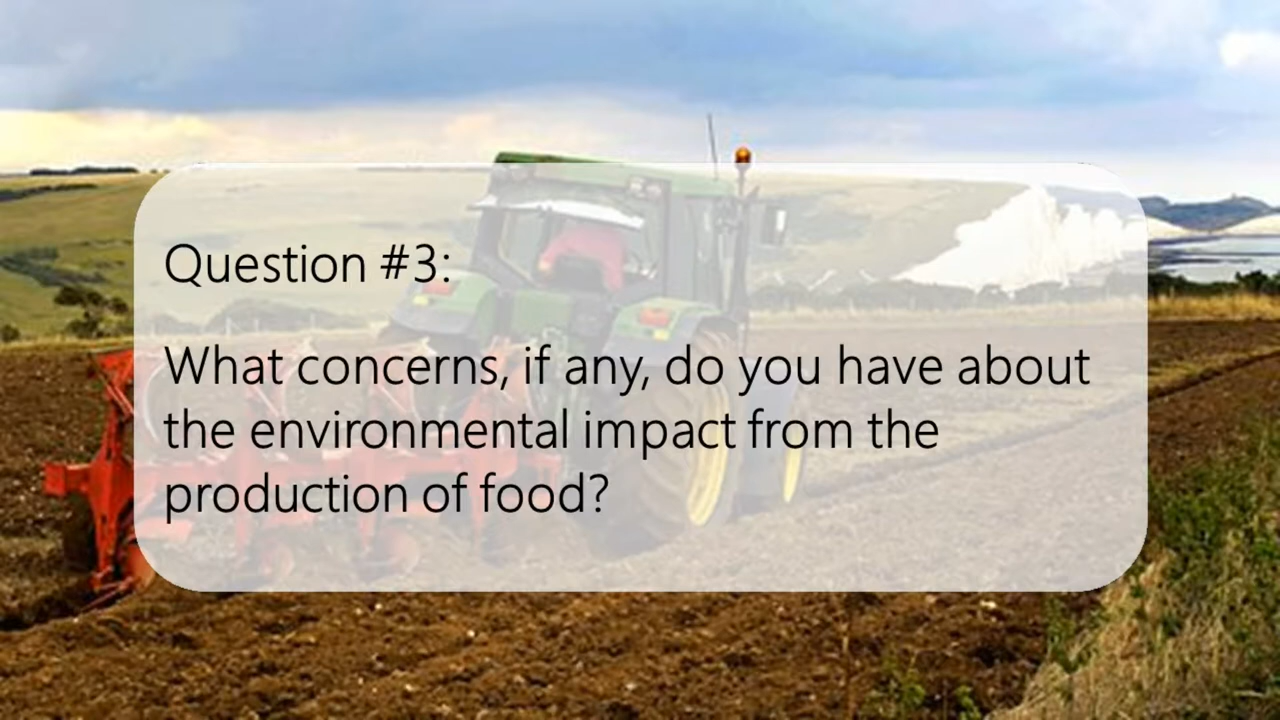 Question #3:
What concerns, if any, do you have about
the environmental impact from the
production of food?